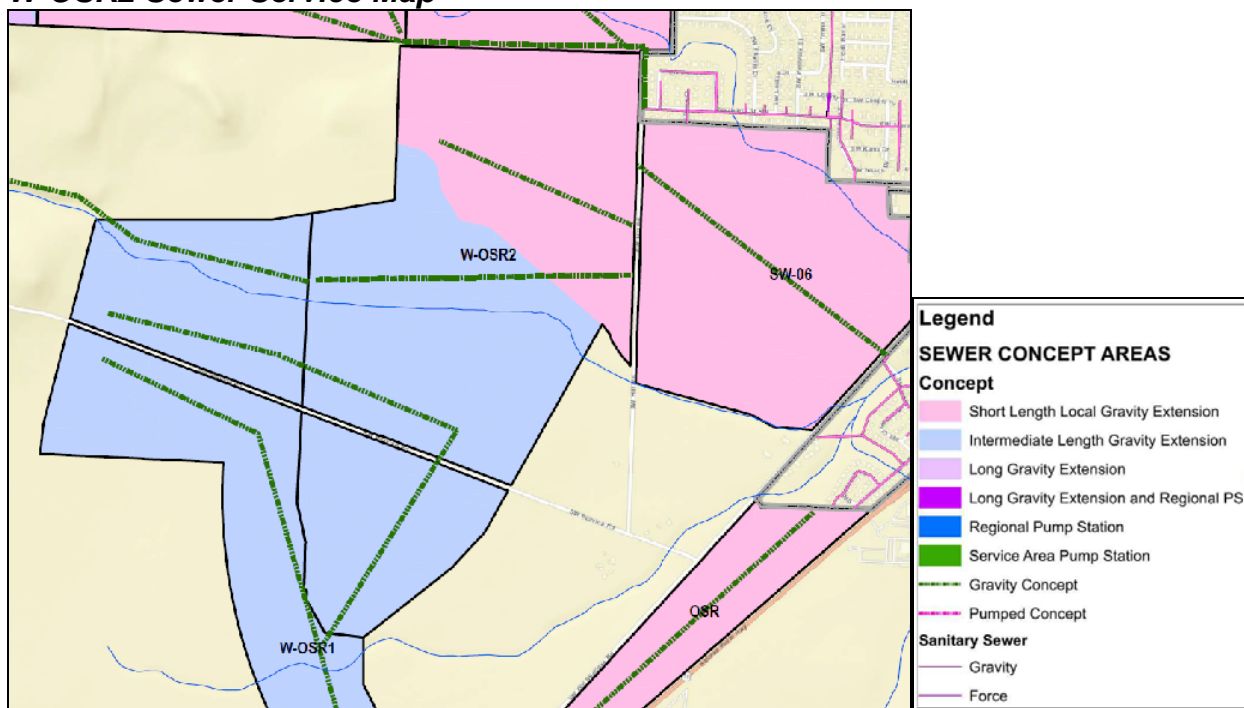 W-OSR2 Sewer Service Map
W-OSR2
SW-06
OSR
W-OSR1
Legend
SEWER CONCEPT AREAS
Concept
Short Length Local Gravity Extension
Intermediate Length Gravity Extension
Long Gravity Extension
Long Gravity Extension and Regional PS
Regional Pump Station
Service Area Pump Station
Gravity Concept
Pumped Concept
Sanitary Sewer
Gravity
Force